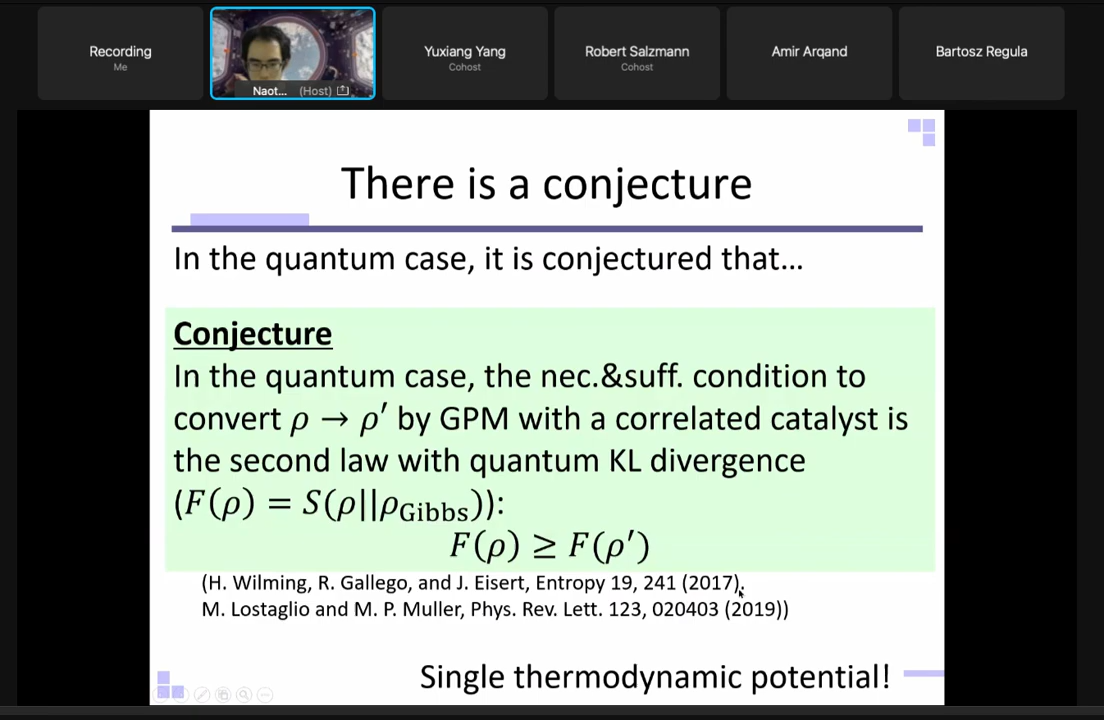 Recording
Me
Naot... (Host)
Yuxiang Yang
Cohost
Robert Salzmann
Cohost
Amir Arqand
Bartosz Regula
There is a conjecture
In the quantum case, it is conjectured that...
Conjecture
In the quantum case, the nec.&suff. condition to
convert ρ → ρ′ by GPM with a correlated catalyst is
the second law with quantum KL divergence
(F(ρ) = S(ρ||ρGibbs)):
F(ρ) ≥ F(ρ′)
(H. Wilming, R. Gallego, and J. Eisert, Entropy 19, 241 (2017),
M. Lostaglio and M. P. Muller, Phys. Rev. Lett. 123, 020403 (2019))
Single thermodynamic potential!